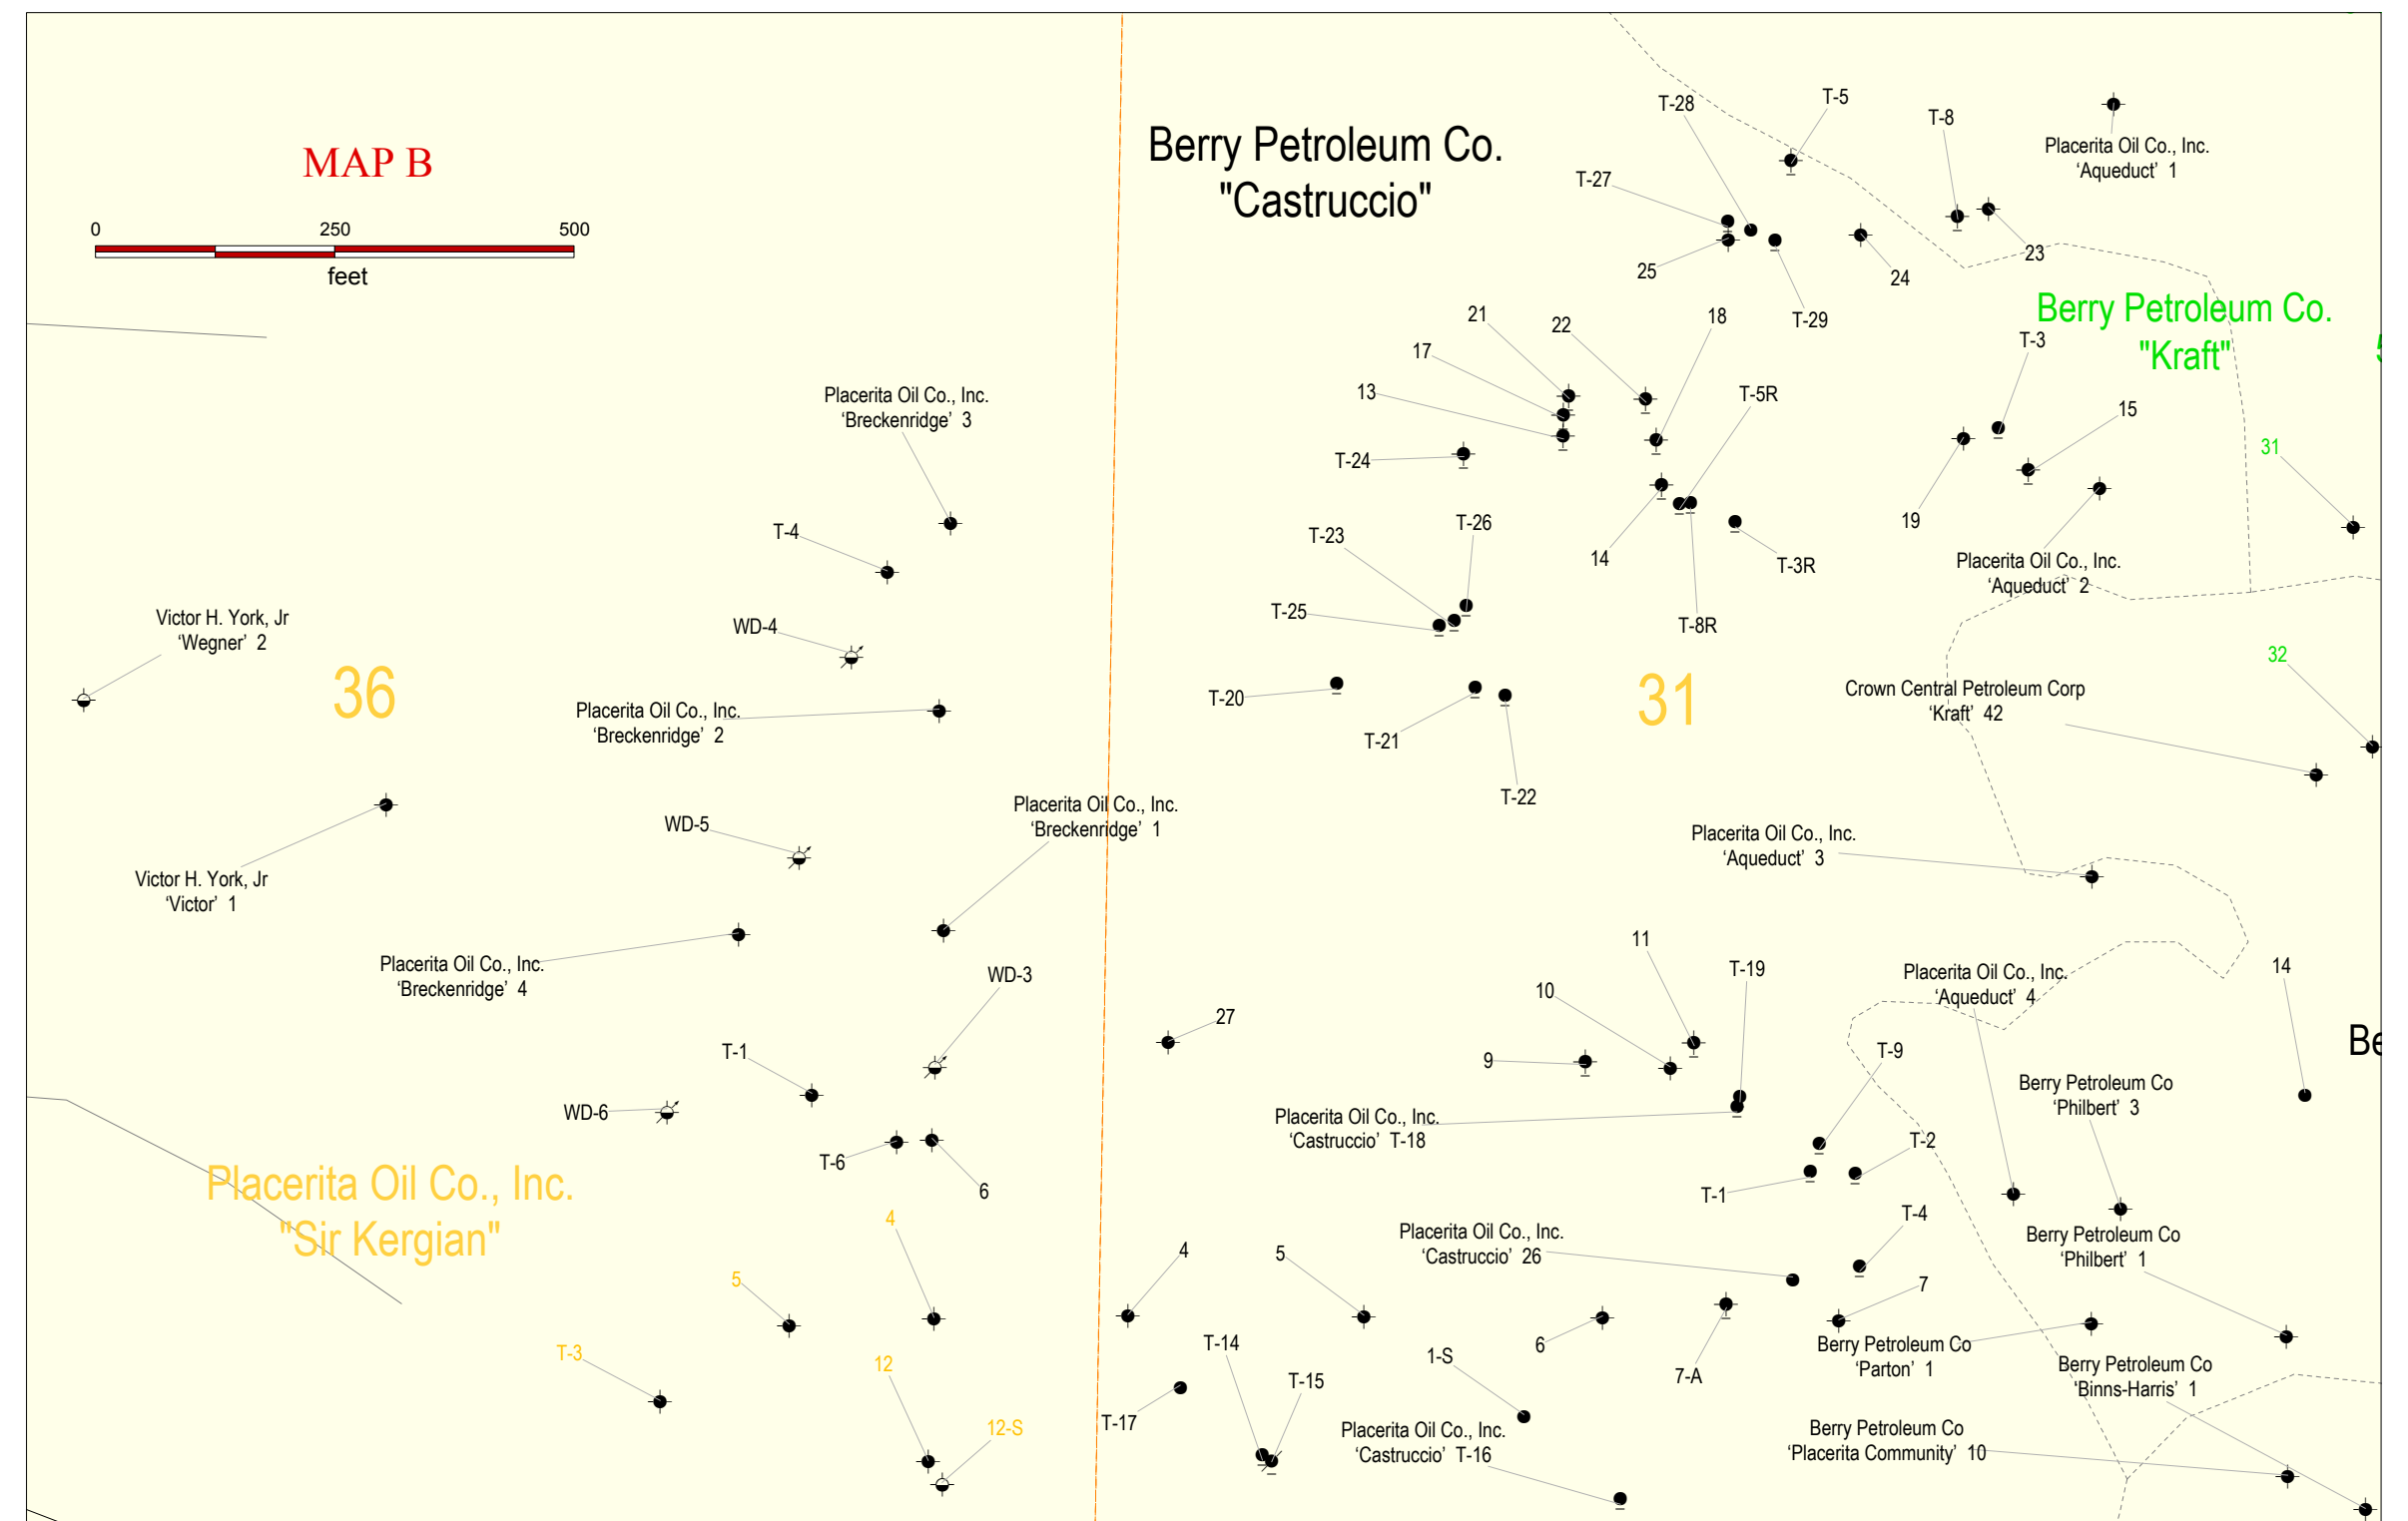 MAP B
0 250 500
feet
Berry Petroleum Co.
"Castruccio"
T-28
T-5
T-8
Placerita Oil Co., Inc.
‘Aqueduct’ 1
T-27
25
T-29
24
23
Berry Petroleum Co.
"Kraft"
21
22
18
17
13
T-5R
T-3
15
T-24
31
19
14
T-3R
Placerita Oil Co., Inc.
‘Aqueduct’ 2
Placerita Oil Co., Inc.
‘Breckenridge’ 3
T-4
T-23
T-26
T-25
T-8R
Victor H. York, Jr
‘Wegner’ 2
WD-4
36
31
32
Placerita Oil Co., Inc.
‘Breckenridge’ 2
T-20
T-21
T-22
Crown Central Petroleum Corp
‘Kraft’ 42
Placerita Oil Co., Inc.
‘Breckenridge’ 1
WD-5
Placerita Oil Co., Inc.
‘Aqueduct’ 3
Victor H. York, Jr
‘Victor’ 1
Placerita Oil Co., Inc.
‘Breckenridge’ 4
WD-3
11
T-19
10
9
27
Placerita Oil Co., Inc.
‘Aqueduct’ 4
14
Be
T-1
T-9
WD-6
Berry Petroleum Co
‘Philbert’ 3
Placerita Oil Co., Inc.
‘Castruccio’ T-18
T-2
T-6
6
T-1
Placerita Oil Co., Inc.
"Sir Kergian"
4
T-4
Placerita Oil Co., Inc.
‘Castruccio’ 26
Berry Petroleum Co
‘Philbert’ 1
5
4
5
7
T-3
12
T-14
T-15
1-S
6
7-A
Berry Petroleum Co
‘Parton’ 1
Berry Petroleum Co
‘Binns-Harris’ 1
12-S
T-17
Placerita Oil Co., Inc.
‘Castruccio’ T-16
Berry Petroleum Co
‘Placerita Community’ 10